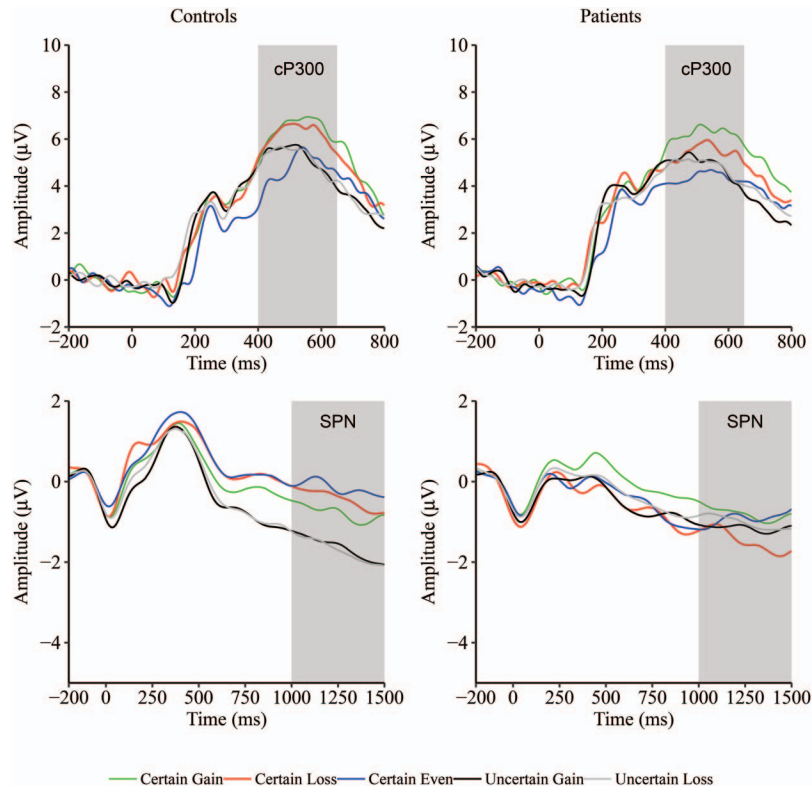 Controls
Patients
10
8
6
4
2
0
−2
Amplitude (µV)
cP300
−200 0 200 400 600 800
Time (ms)
10
8
6
4
2
0
−2
Amplitude (µV)
cP300
−200 0 200 400 600 800
Time (ms)
2
0
−2
−4
Amplitude (µV)
SPN
−200 0 250 500 750 1000 1250 1500
Time (ms)
2
0
−2
−4
Amplitude (µV)
SPN
−200 0 250 500 750 1000 1250 1500
Time (ms)
Certain Gain Certain Loss Certain Even Uncertain Gain Uncertain Loss